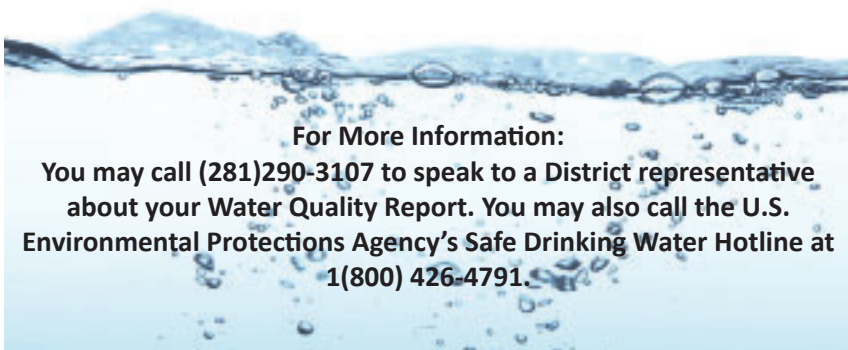 For More Information:
You may call (281)290-3107 to speak to a District representative
about your Water Quality Report. You may also call the U.S.
Environmental Protections Agency’s Safe Drinking Water Hotline at
1(800) 426-4791.